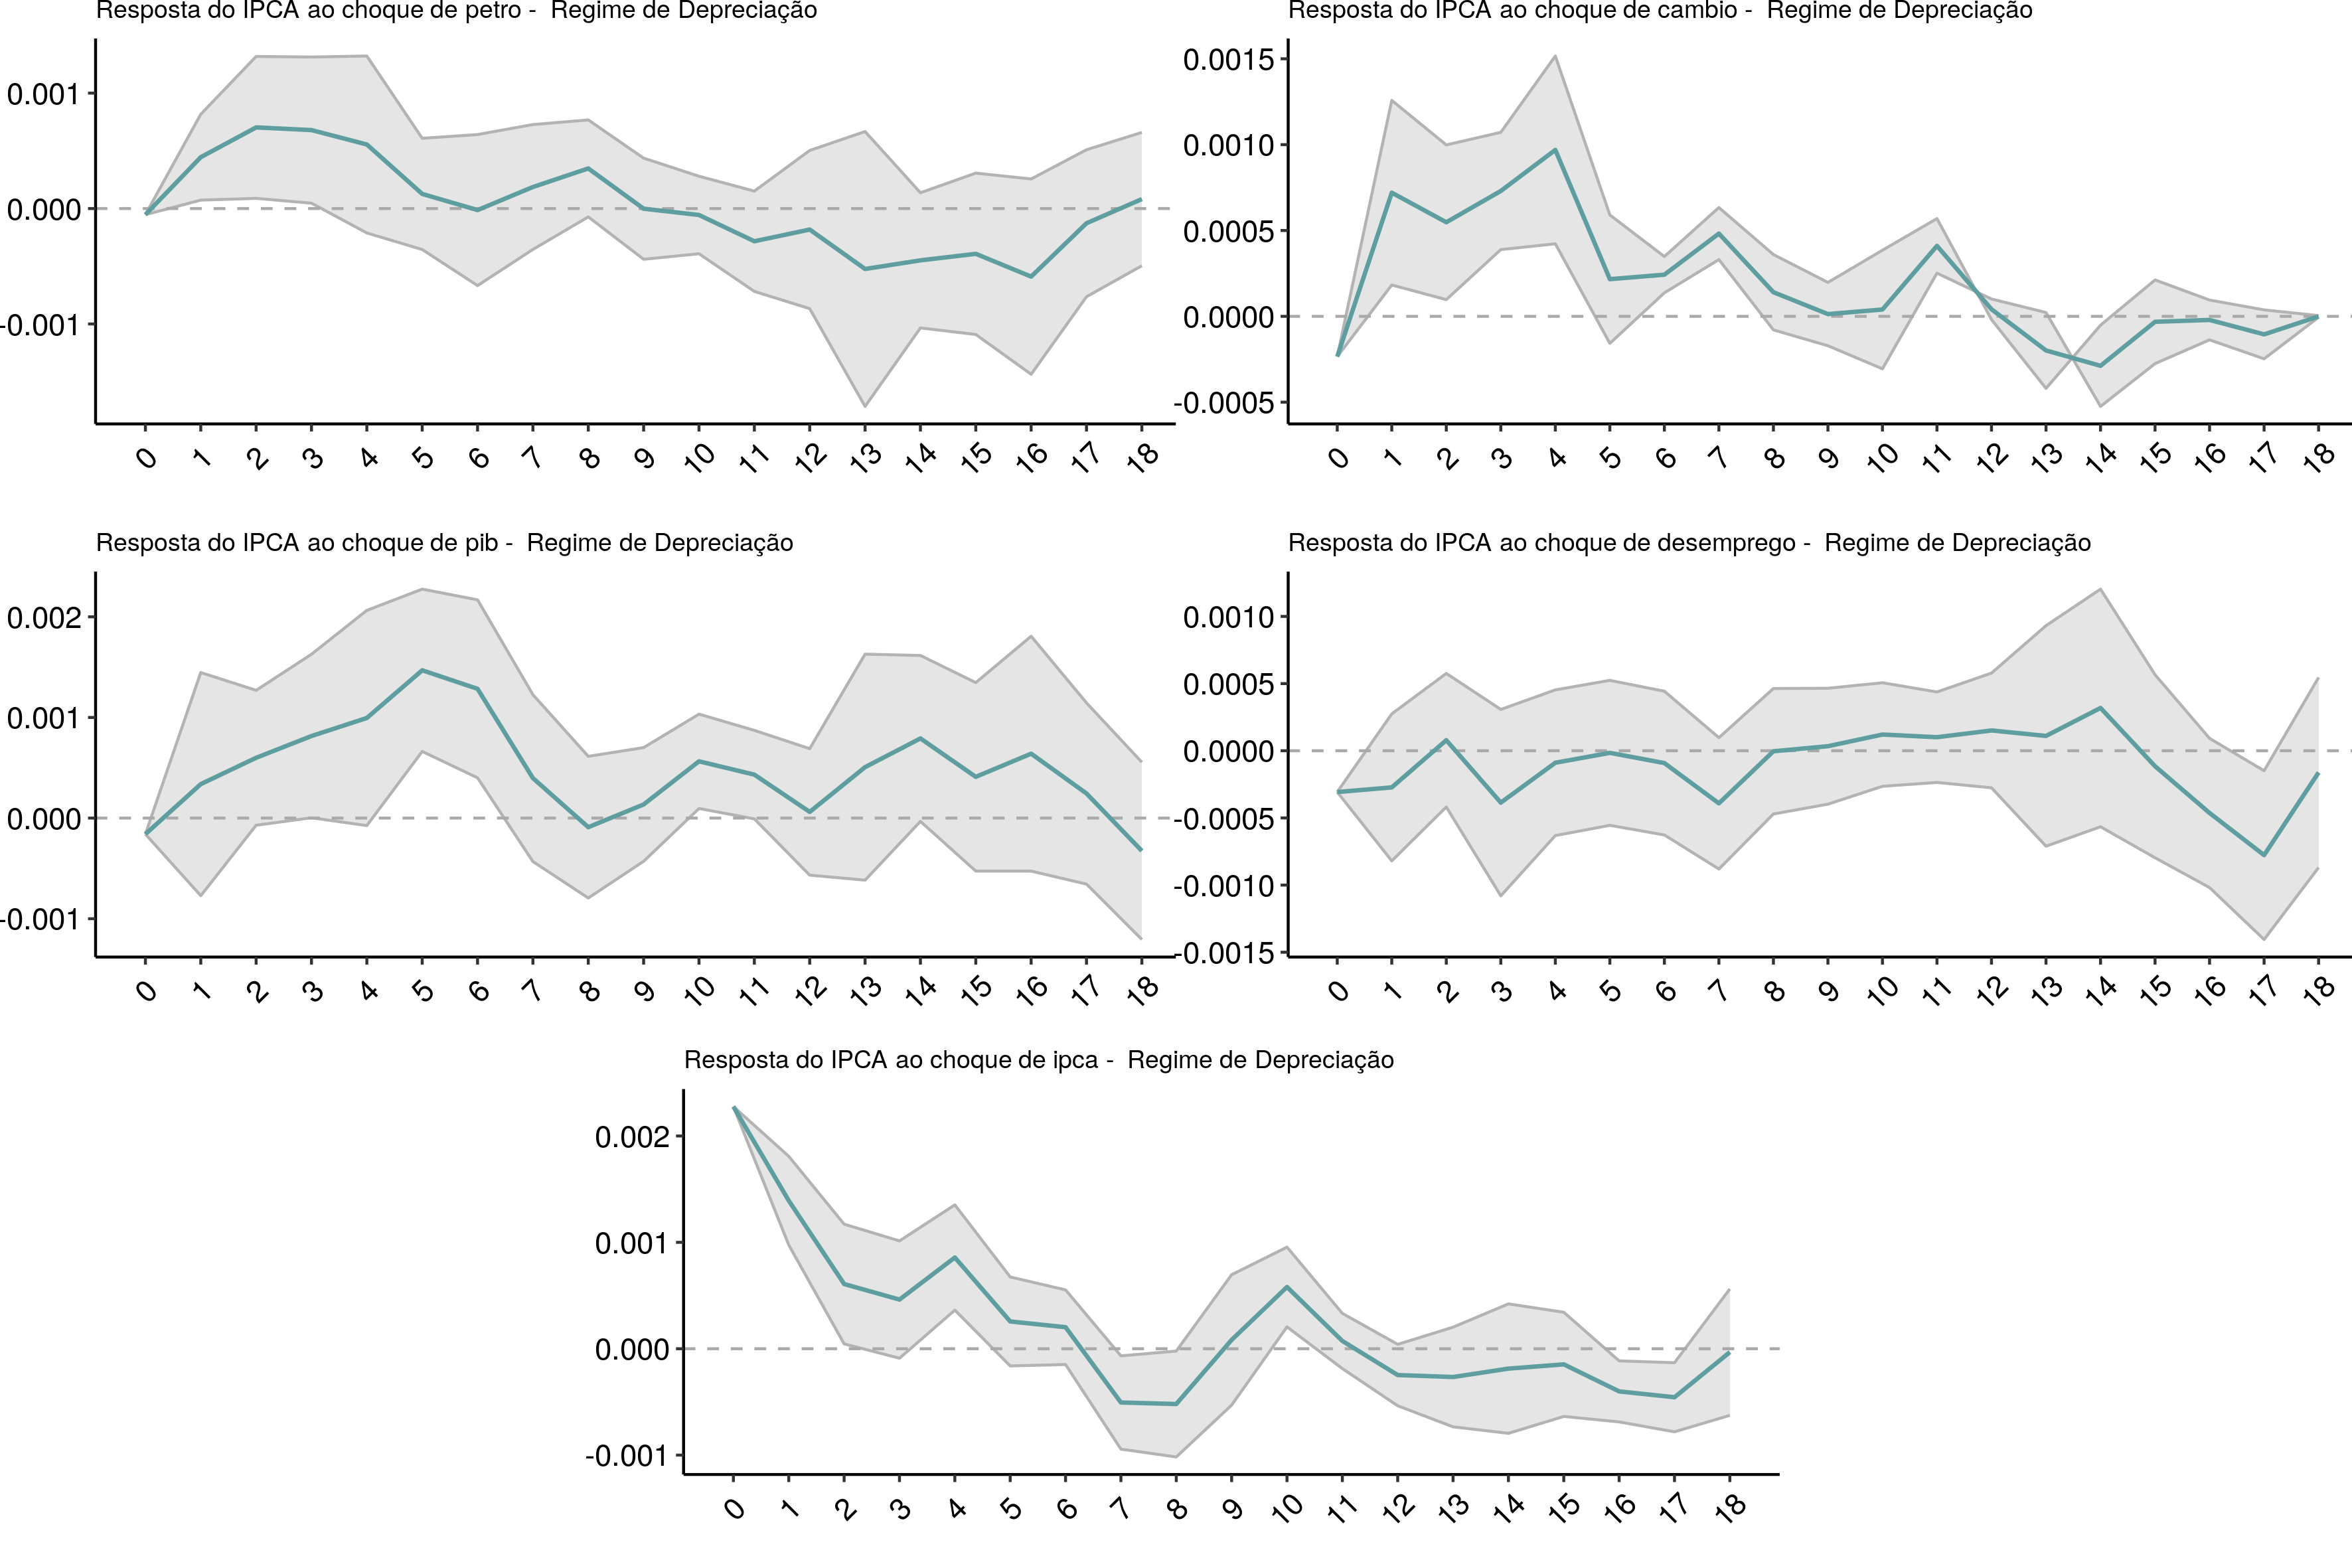 Resposta do IPCA ao choque de petro -  Regime de Depreciação
0.001
0.000
-0.001
0 1 2 3 4 5 6 7 8 9 10 11 12 13 14 15 16 17 18
Resposta do IPCA ao choque de cambio -  Regime de Depreciação
0.0015
0.0010
0.0005
0.0000
-0.0005
0 1 2 3 4 5 6 7 8 9 10 11 12 13 14 15 16 17 18
Resposta do IPCA ao choque de pib -  Regime de Depreciação
0.002
0.001
0.000
-0.001
0 1 2 3 4 5 6 7 8 9 10 11 12 13 14 15 16 17 18
Resposta do IPCA ao choque de desemprego -  Regime de Depreciação
0.0010
0.0005
0.0000
-0.0005
-0.0010
-0.0015
0 1 2 3 4 5 6 7 8 9 10 11 12 13 14 15 16 17 18
Resposta do IPCA ao choque de ipca -  Regime de Depreciação
0.002
0.001
0.000
-0.001
0 1 2 3 4 5 6 7 8 9 10 11 12 13 14 15 16 17 18